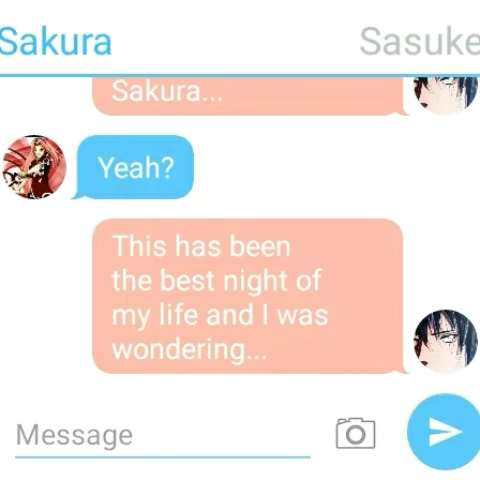 Sakura
Sasuke
Sakura...
Yeah?
This has been
the best night of
my life and I was
wondering...
Message